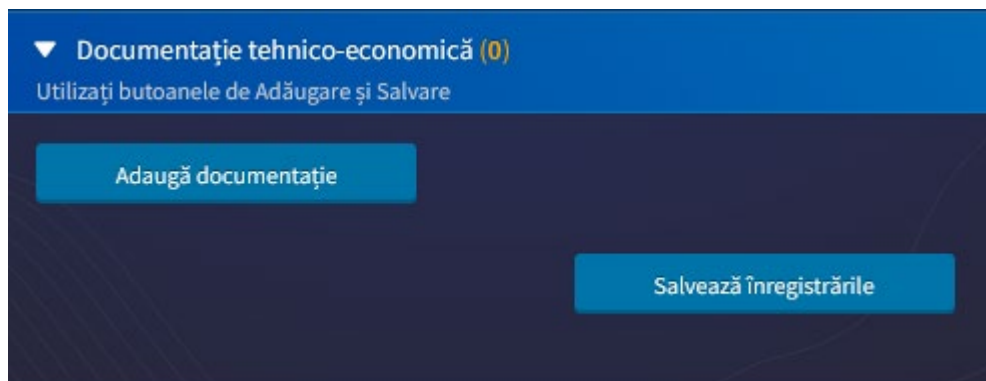 Documentație tehnico-economică (0)
Utilizați butoanele de Adăugare și Salvare
Adaugă documentație
Salvează înregistrările